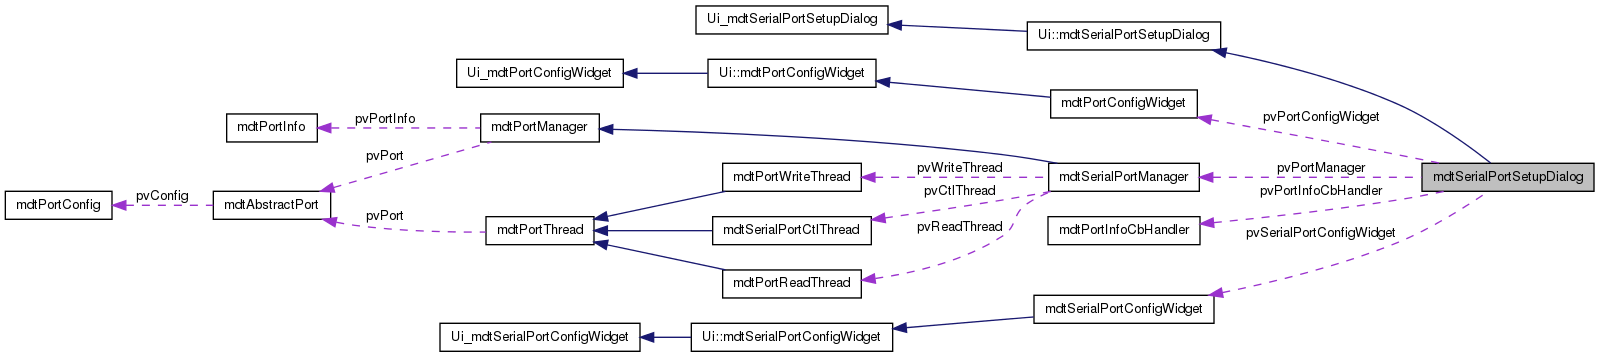 Ui_mdtSerialPortSetupDialog
Ui::mdtSerialPortSetupDialog
Ui_mdtPortConfigWidget
Ui::mdtPortConfigWidget
mdtPortConfigWidget
pvPortConfigWidget
mdtPortInfo
pvPortInfo
mdtPortManager
pvPort
mdtPortWriteThread
pvWriteThread
mdtSerialPortManager
pvPortManager
mdtSerialPortSetupDialog
mdtPortConfig
pvConfig
mdtAbstractPort
pvCtlThread
pvPortInfoCbHandler
pvPort
mdtPortThread
mdtSerialPortCtlThread
pvReadThread
mdtPortInfoCbHandler
pvSerialPortConfigWidget
mdtPortReadThread
mdtSerialPortConfigWidget
Ui_mdtSerialPortConfigWidget
Ui::mdtSerialPortConfigWidget